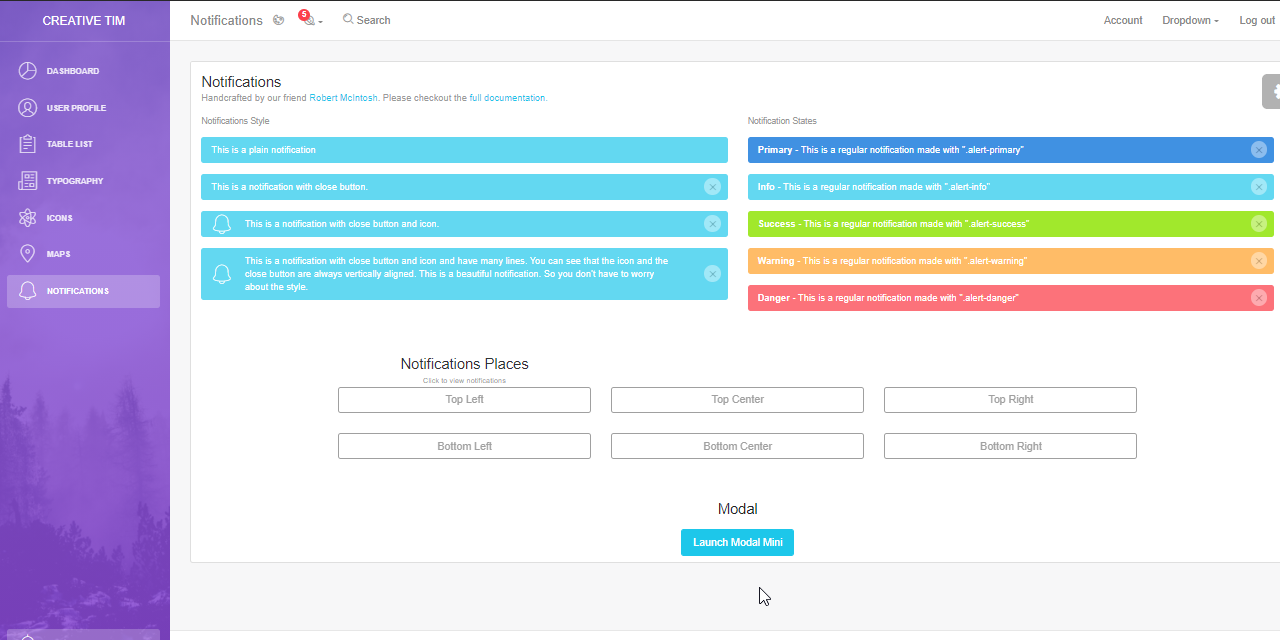 CREATIVE TIM
Notifications
5
Search
Account
Dropdown
Log out
DASHBOARD
USER PROFILE
TABLE LIST
TYPOGRAPHY
ICONS
MAPS
NOTIFICATIONS
Notifications
Handcrafted by our friend Robert McIntosh. Please checkout the full documentation.
Notifications Style
This is a plain notification
This is a notification with close button.
This is a notification with close button and icon.
This is a notification with close button and icon and have many lines. You can see that the icon and the
close button are always vertically aligned. This is a beautiful notification. So you don't have to worry
about the style.
Notification States
Primary - This is a regular notification made with ".alert-primary"
Info - This is a regular notification made with ".alert-info"
Success - This is a regular notification made with ".alert-success"
Warning - This is a regular notification made with ".alert-warning"
Danger - This is a regular notification made with ".alert-danger"
Notifications Places
Click to view notifications
Top Left
Top Center
Top Right
Bottom Left
Bottom Center
Bottom Right
Modal
Launch Modal Mini